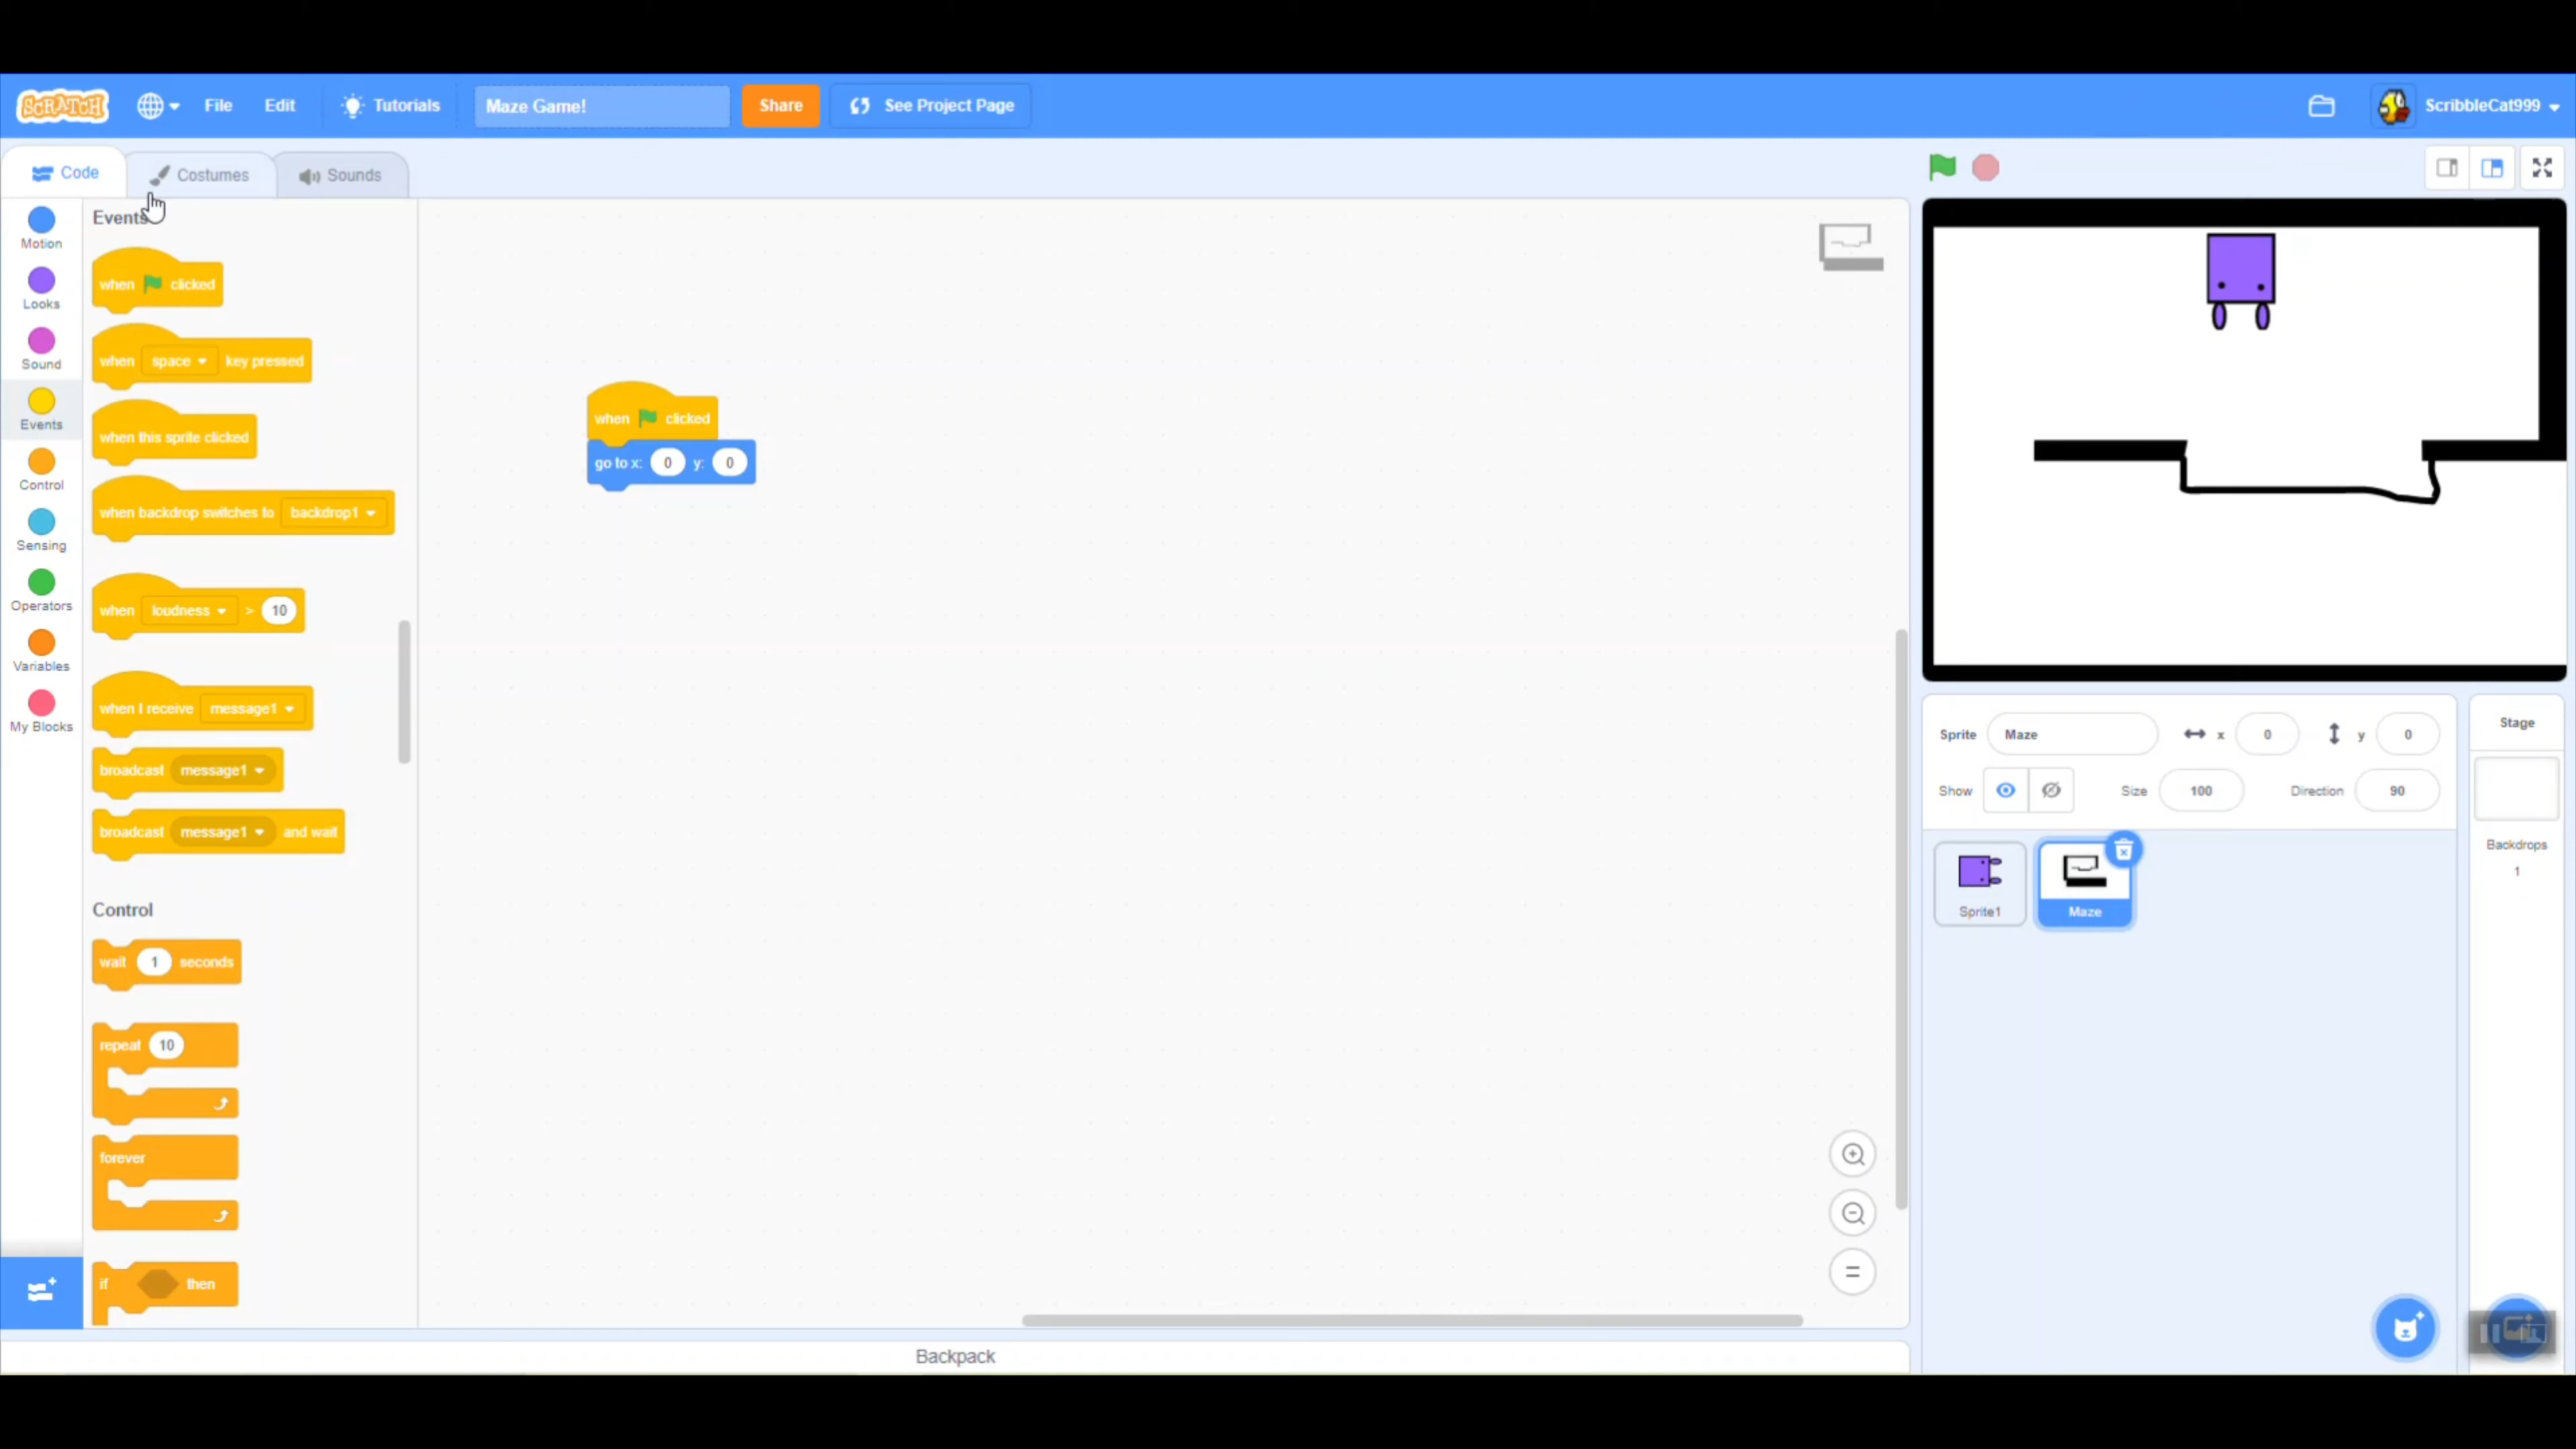 SCRATCH File Edit Tutorials Maze Game! Share See Project Page ScribbleCat999
Code Costumes Sounds
Motion
Looks
Sound
Events
Control
Sensing
Operators
Variables
My Blocks
Events
when clicked
when space key pressed
when this sprite clicked
when backdrop switches to backdrop1
when loudness > 10
when I receive message1
broadcast message1
broadcast message1 and wait
Control
wait 1 seconds
repeat 10
forever
if then
when clicked
go to x: 0 y: 0
Backpack
Sprite Maze x 0 y 0
Show Size 100 Direction 90
Sprite1
Maze
Stage
Backdrops
1